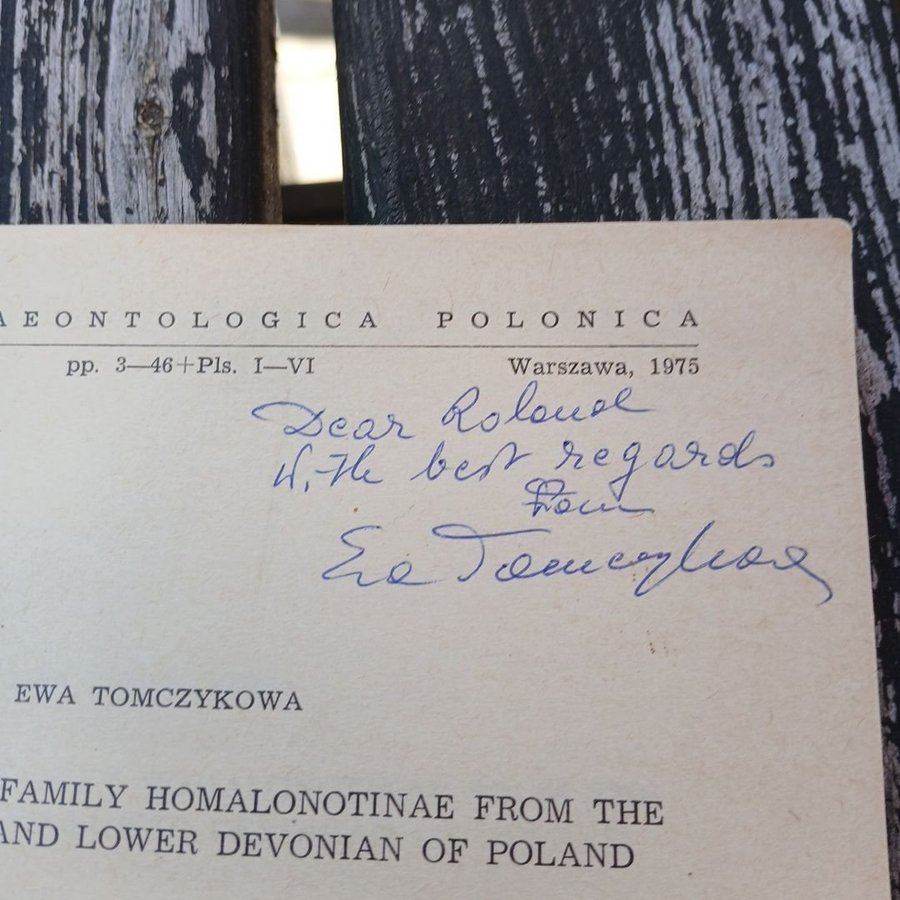 AEONTOLOGICA POLONICA
pp. 3—46+Pls. I—VI Warszawa, 1975
Dear Roland
With best regards
from
Ewa Tomczykowa
EWA TOMCZYKOWA
FAMILY HOMALONOTINAE FROM THE
AND LOWER DEVONIAN OF POLAND